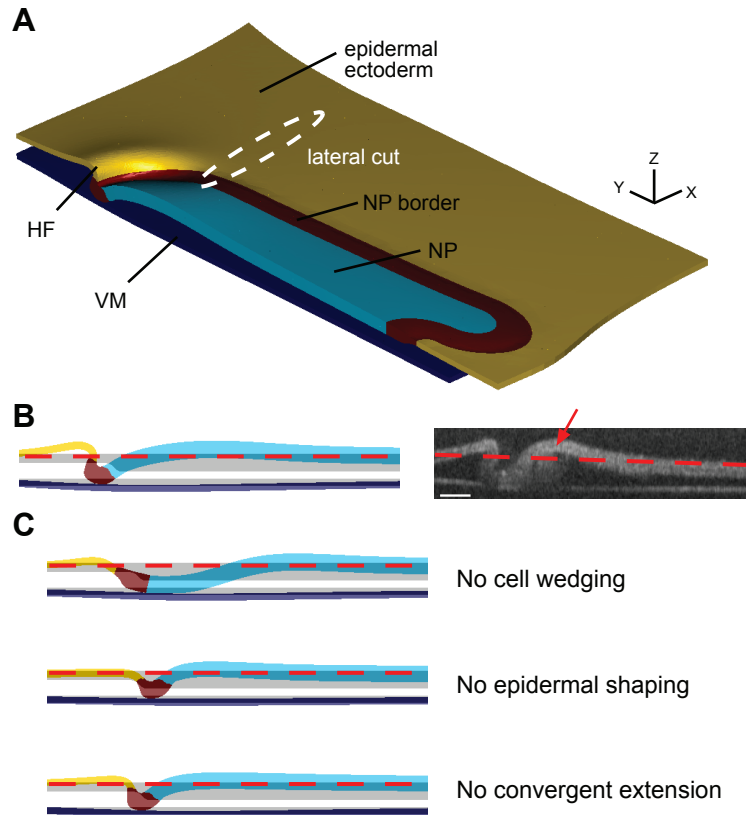 A
epidermal
ectoderm
lateral cut
Z
Y
X
NP border
HF
NP
VM
B
C
No cell wedging
No epidermal shaping
No convergent extension